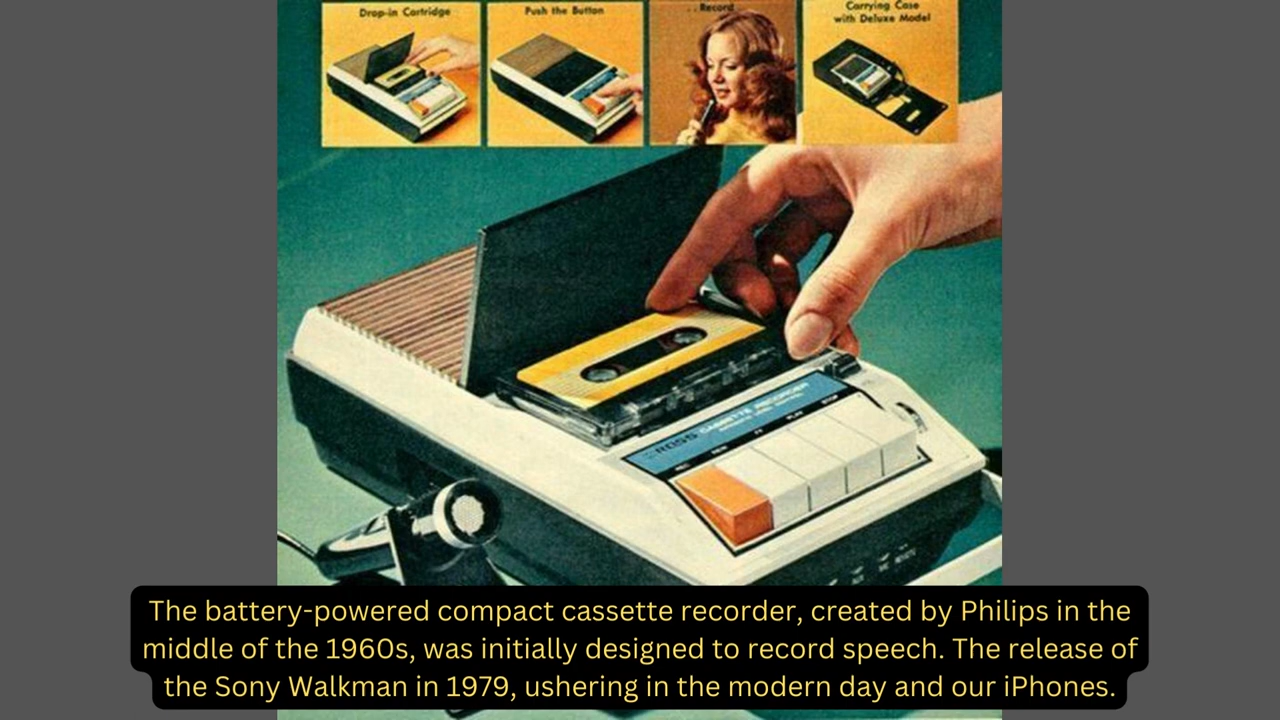 Drop-in Cartridge
Push the Button
Record
Carrying Case
with Deluxe Model
ROSS CASSETTE RECORDER
The battery-powered compact cassette recorder, created by Philips in the
middle of the 1960s, was initially designed to record speech. The release of
the Sony Walkman in 1979, ushering in the modern day and our iPhones.